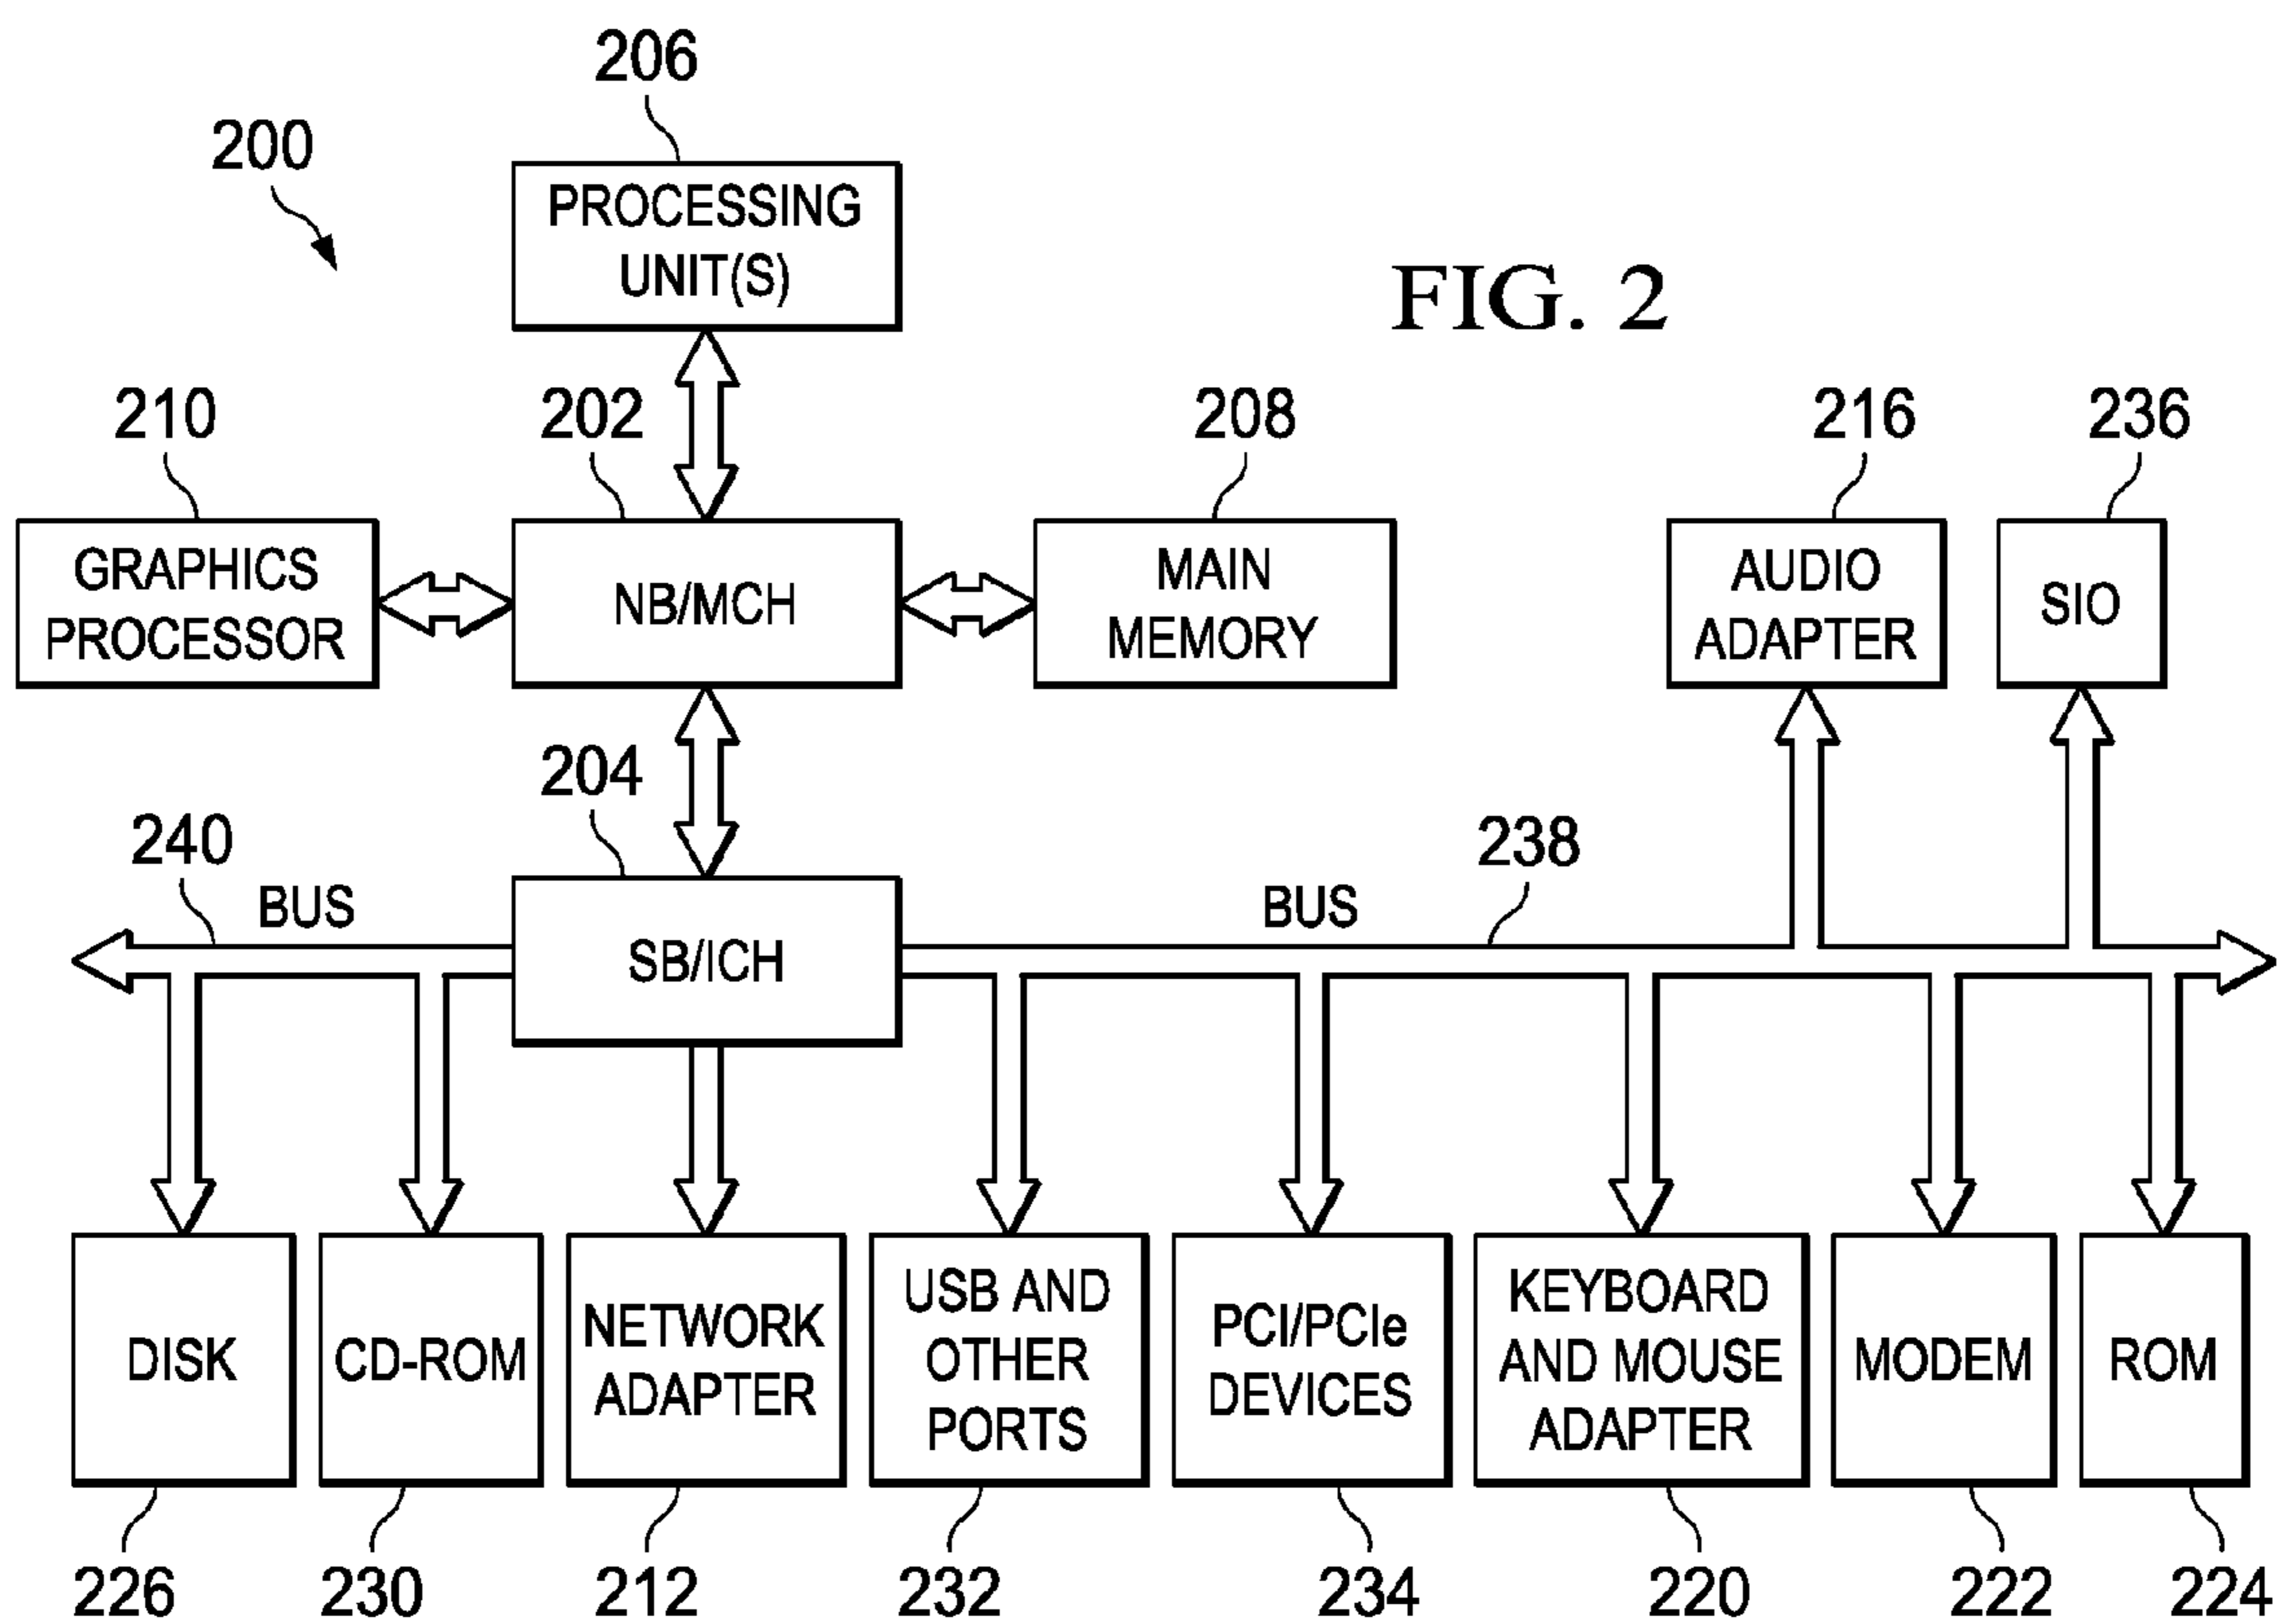 206
200
PROCESSING
UNIT(S)
FIG. 2
210
202
208
216
236
GRAPHICS
PROCESSOR
NB/MCH
MAIN
MEMORY
AUDIO
ADAPTER
SIO
204
240
BUS
238
BUS
SB/ICH
DISK
CD-ROM
NETWORK
ADAPTER
USB AND
OTHER
PORTS
PCI/PCIe
DEVICES
KEYBOARD
AND MOUSE
ADAPTER
MODEM
ROM
226
230
212
232
234
220
222
224